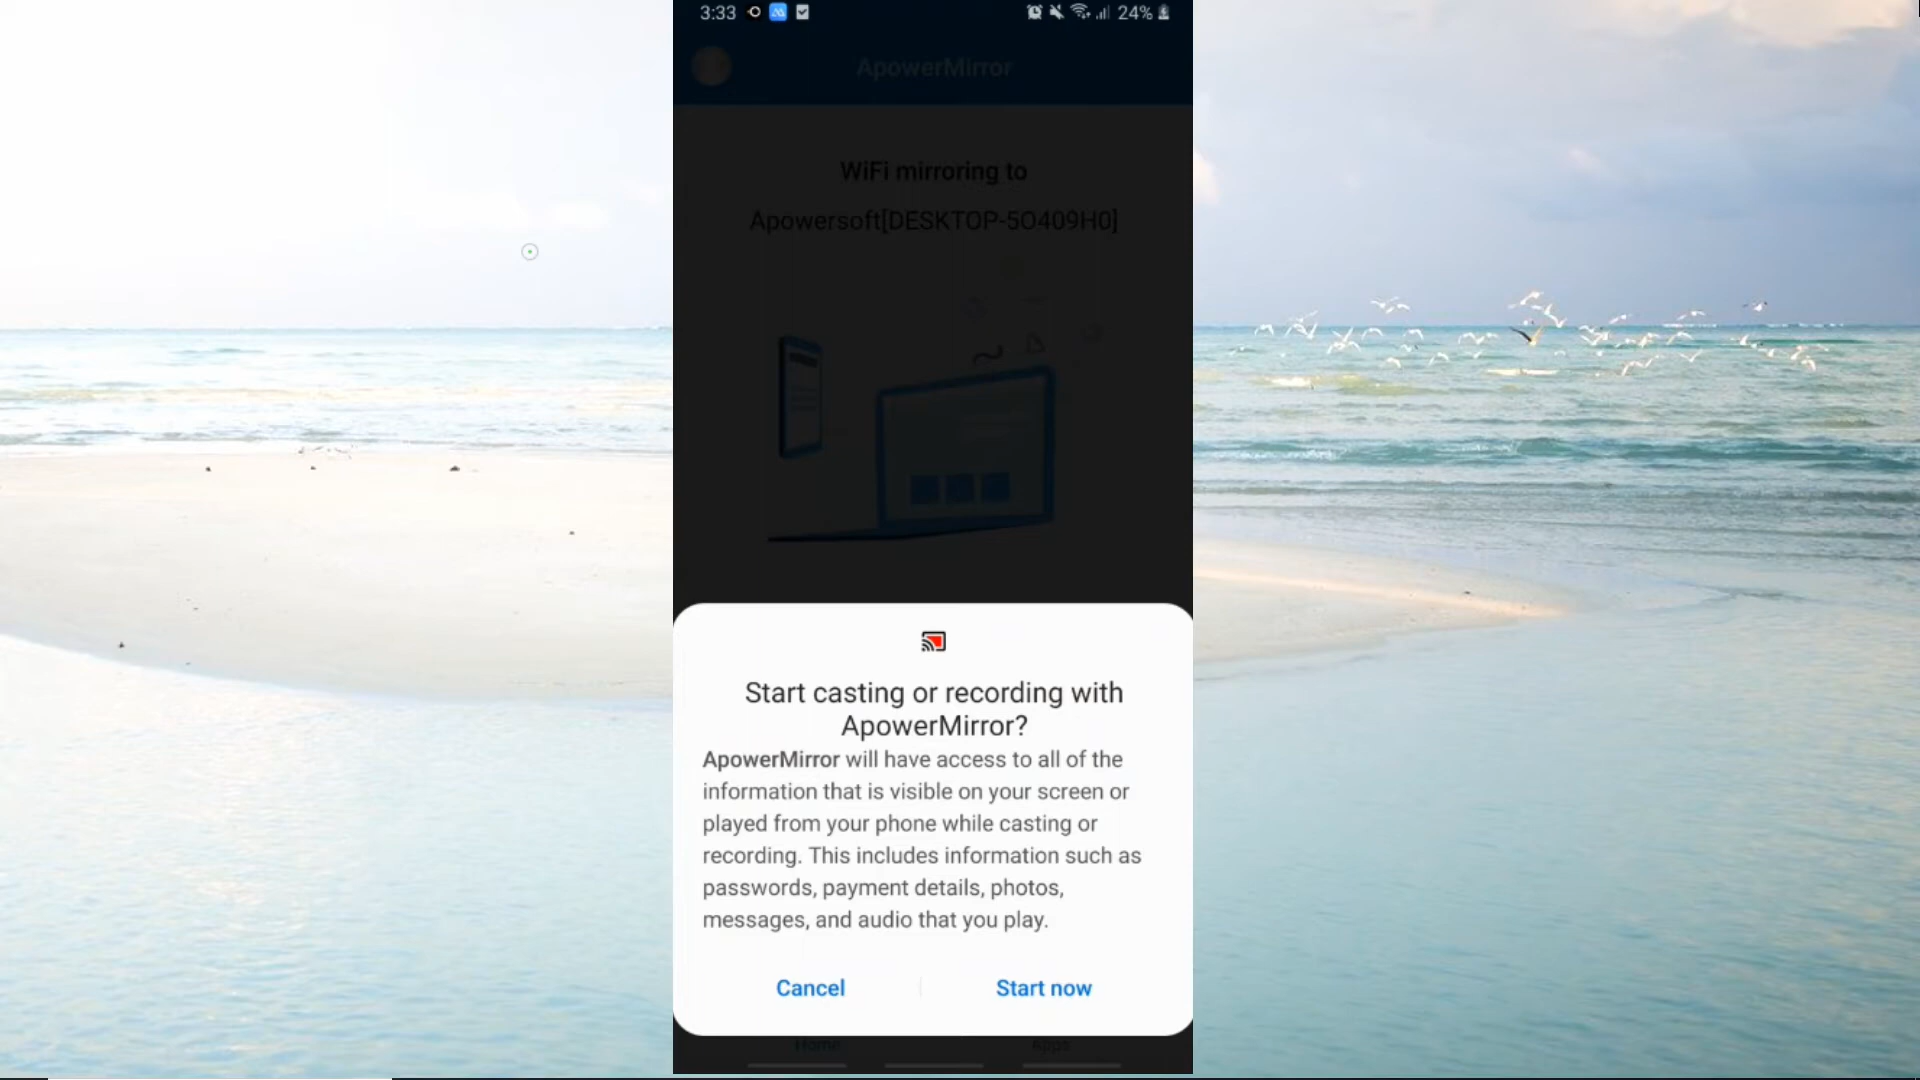 3:33
24%
ApowerMirror
WiFi mirroring to
Apowersoft[DESKTOP-5O409H0]
Start casting or recording with
ApowerMirror?
ApowerMirror will have access to all of the
information that is visible on your screen or
played from your phone while casting or
recording. This includes information such as
passwords, payment details, photos,
messages, and audio that you play.
Cancel
Start now
Home
Apps